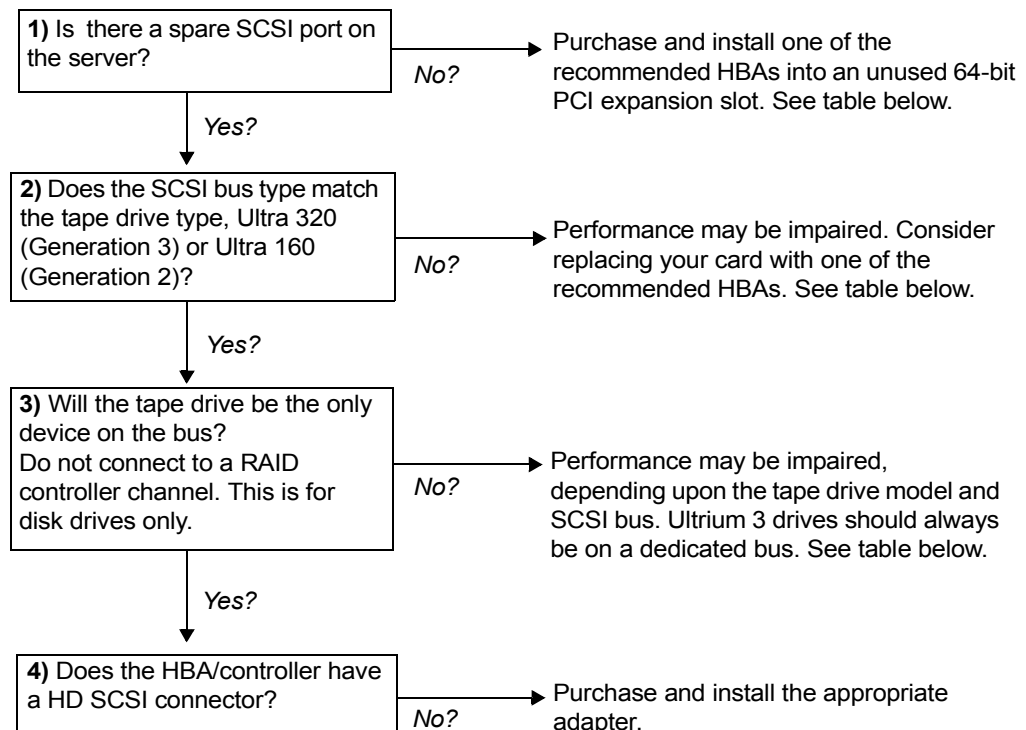 1) Is there a spare SCSI port on
the server?
No?
Purchase and install one of the
recommended HBAs into an unused 64-bit
PCI expansion slot. See table below.
Yes?
2) Does the SCSI bus type match
the tape drive type, Ultra 320
(Generation 3) or Ultra 160
(Generation 2)?
No?
Performance may be impaired. Consider
replacing your card with one of the
recommended HBAs. See table below.
Yes?
3) Will the tape drive be the only
device on the bus?
Do not connect to a RAID
controller channel. This is for
disk drives only.
No?
Performance may be impaired,
depending upon the tape drive model and
SCSI bus. Ultrium 3 drives should always
be on a dedicated bus. See table below.
Yes?
4) Does the HBA/controller have
a HD SCSI connector?
No?
Purchase and install the appropriate
adapter.